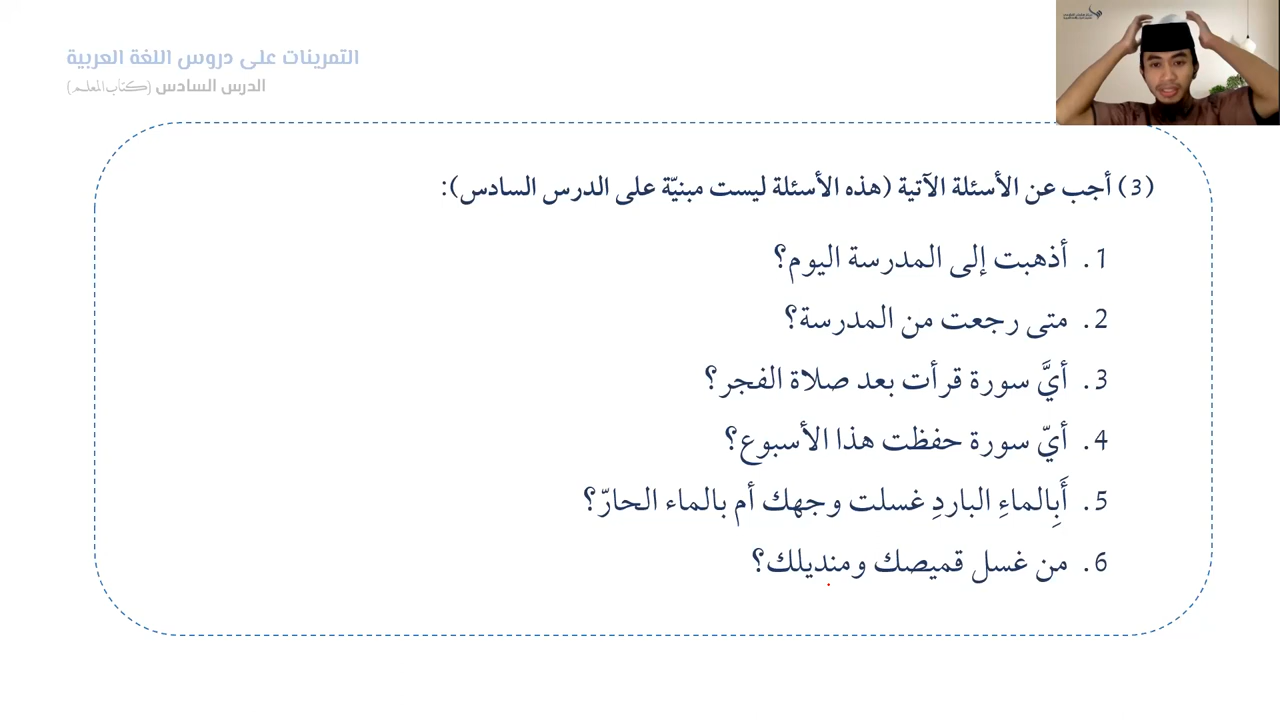 التمرينات على دروس اللغة العربية
الدرس السادس (كتاب المعلم)
(3) أجب عن الأسئلة الآتية (هذه الأسئلة ليست مبنيّة على الدرس السادس):
1. أذهبت إلى المدرسة اليوم؟
2. متى رجعت من المدرسة؟
3. أيَّ سورة قرأت بعد صلاة الفجر؟
4. أيّ سورة حفظت هذا الأسبوع؟
5. أَبِالماءِ الباردِ غسلت وجهك أم بالماء الحارّ؟
6. من غسل قميصك ومنديلك؟